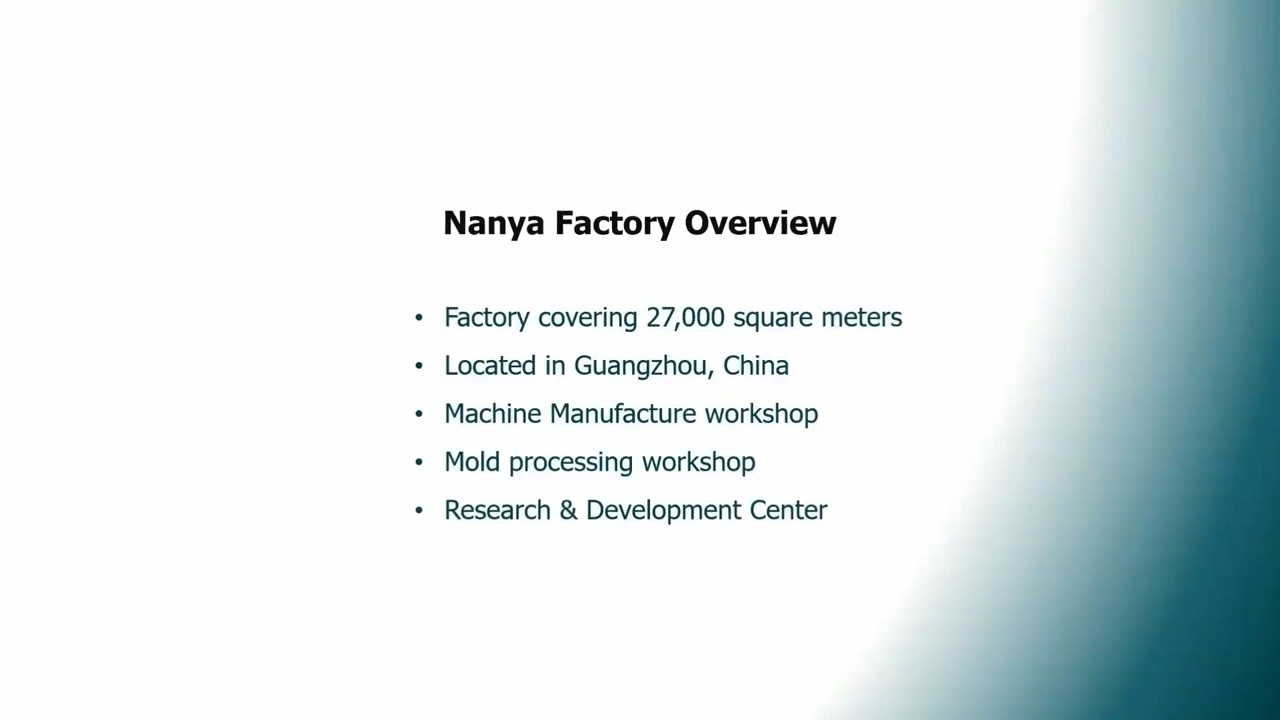 Nanya Factory Overview
• Factory covering 27,000 square meters
• Located in Guangzhou, China
• Machine Manufacture workshop
• Mold processing workshop
• Research & Development Center